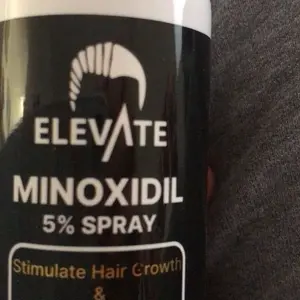 ELEVATE
MINOXIDIL
5% SPRAY
Stimulate Hair Growth
&